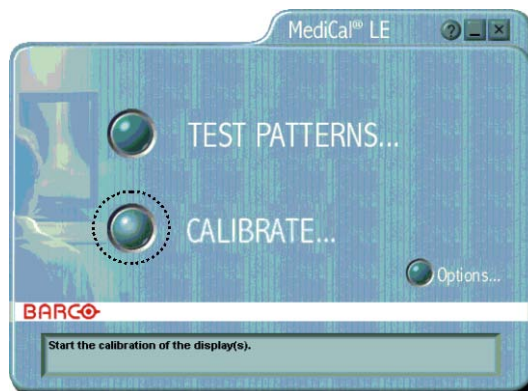 MediCal® LE
?
TEST PATTERNS...
CALIBRATE...
Options...
BARCO
Start the calibration of the display(s).